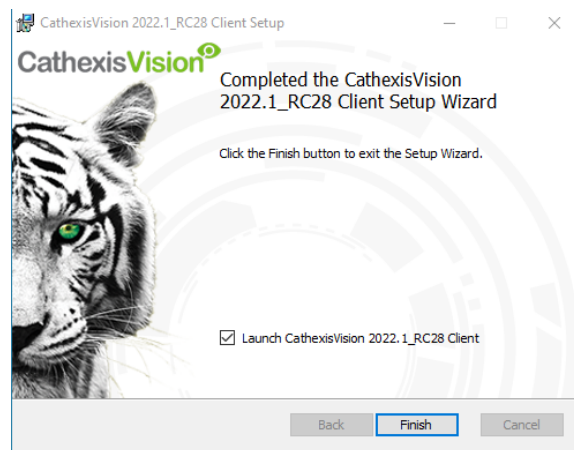 CathexisVision 2022.1_RC28 Client Setup
CathexisVision
Completed the CathexisVision
2022.1_RC28 Client Setup Wizard
Click the Finish button to exit the Setup Wizard.
Launch CathexisVision 2022.1_RC28 Client
Back Finish Cancel